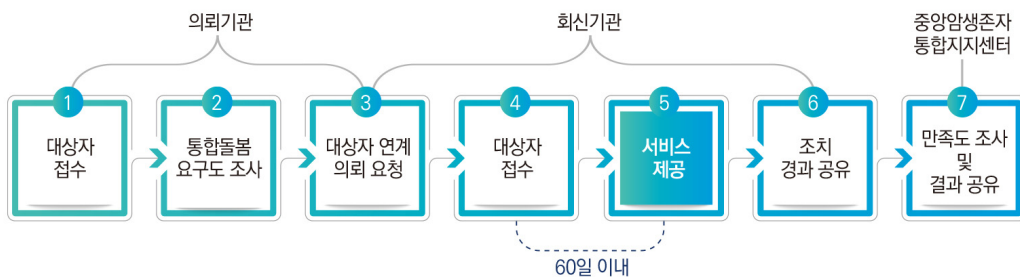 의뢰기관
회신기관
중앙암생존자
통합지지센터
1
대상자
접수
2
통합돌봄
요구도 조사
3
대상자 연계
의뢰 요청
4
대상자
접수
5
서비스
제공
6
조치
경과 공유
7
만족도 조사
및
결과 공유
60일 이내